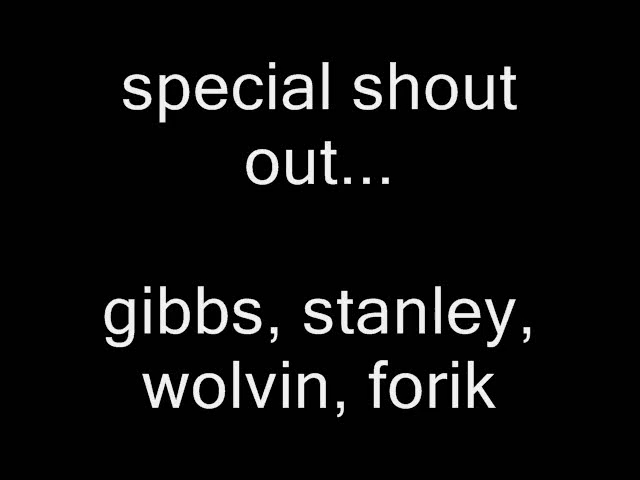 special shout
out...
gibbs, stanley,
wolvin, forik